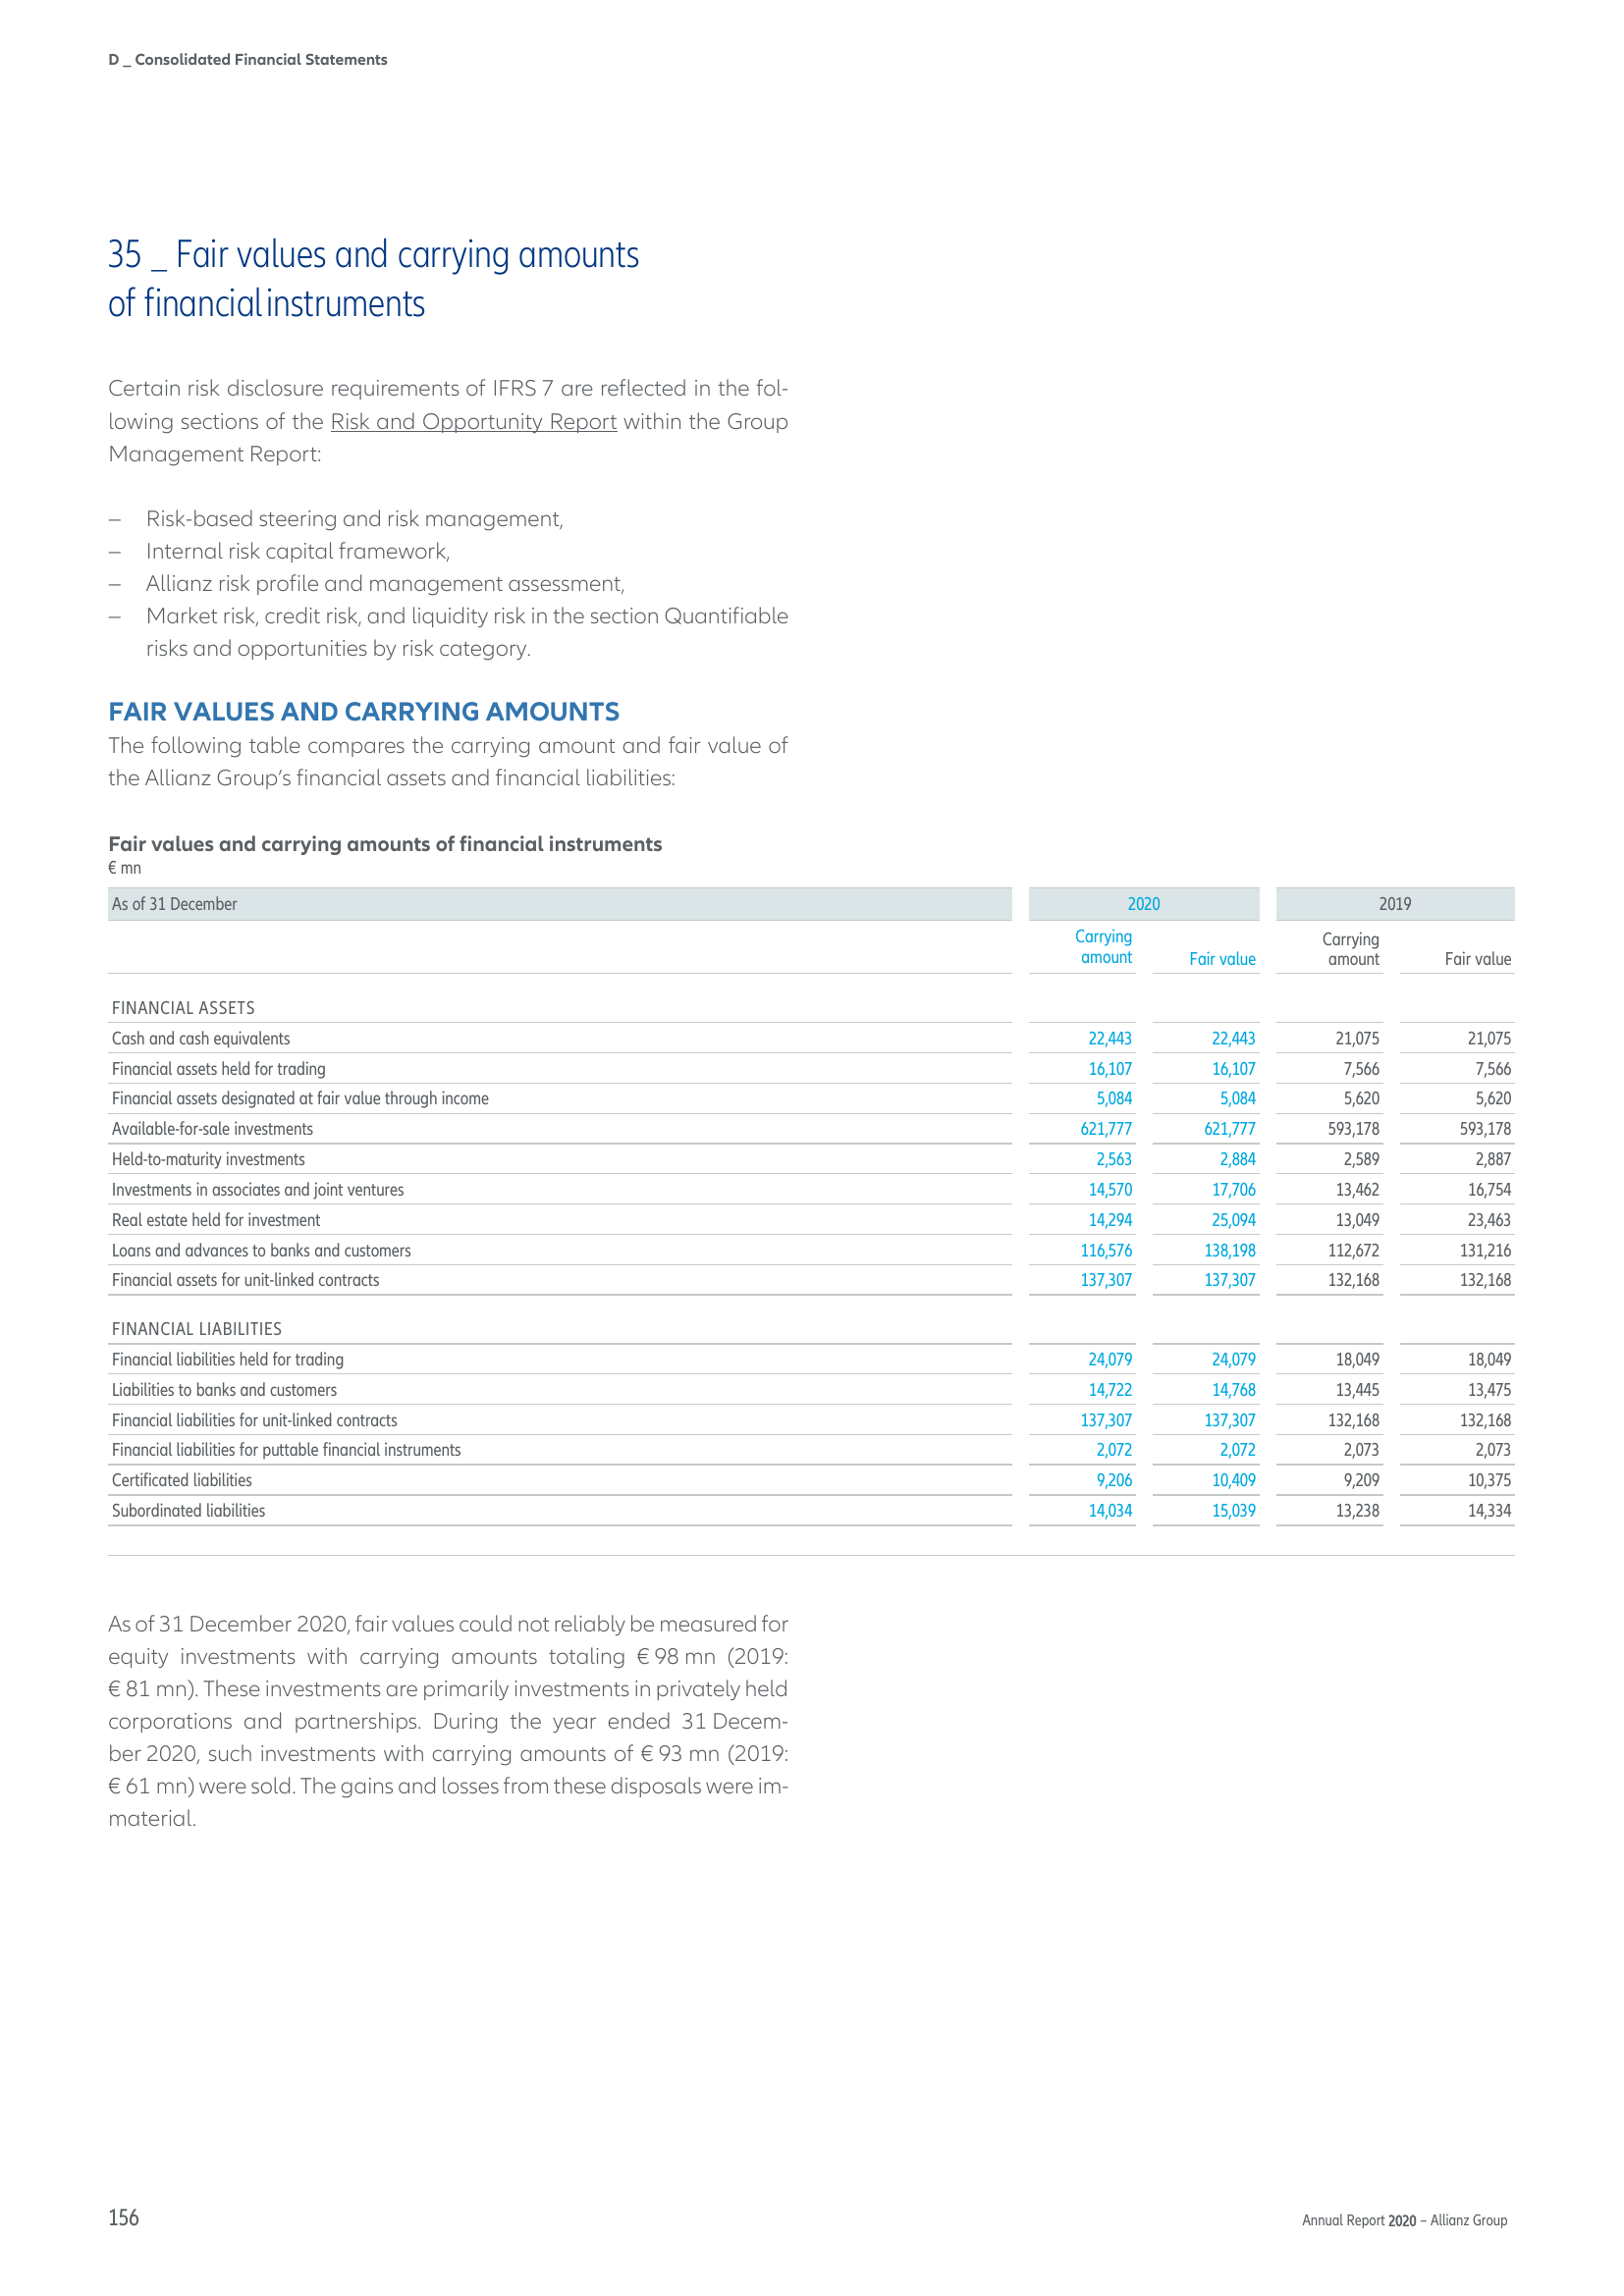 D _ Consolidated Financial Statements
35 _ Fair values and carrying amounts
of financial instruments
Certain risk disclosure requirements of IFRS 7 are reflected in the fol-
lowing sections of the Risk and Opportunity Report within the Group
Management Report:
– Risk-based steering and risk management,
– Internal risk capital framework,
– Allianz risk profile and management assessment,
– Market risk, credit risk, and liquidity risk in the section Quantifiable
risks and opportunities by risk category.
FAIR VALUES AND CARRYING AMOUNTS
The following table compares the carrying amount and fair value of
the Allianz Group’s financial assets and financial liabilities:
Fair values and carrying amounts of financial instruments
€ mn
As of 31 December 2020 2019
Carrying amount Fair value Carrying amount Fair value
FINANCIAL ASSETS
Cash and cash equivalents 22,443 22,443 21,075 21,075
Financial assets held for trading 16,107 16,107 7,566 7,566
Financial assets designated at fair value through income 5,084 5,084 5,620 5,620
Available-for-sale investments 621,777 621,777 593,178 593,178
Held-to-maturity investments 2,563 2,884 2,589 2,887
Investments in associates and joint ventures 14,570 17,706 13,462 16,754
Real estate held for investment 14,294 25,094 13,049 23,463
Loans and advances to banks and customers 116,576 138,198 112,672 131,216
Financial assets for unit-linked contracts 137,307 137,307 132,168 132,168
FINANCIAL LIABILITIES
Financial liabilities held for trading 24,079 24,079 18,049 18,049
Liabilities to banks and customers 14,722 14,768 13,445 13,475
Financial liabilities for unit-linked contracts 137,307 137,307 132,168 132,168
Financial liabilities for puttable financial instruments 2,072 2,072 2,073 2,073
Certificated liabilities 9,206 10,409 9,209 10,375
Subordinated liabilities 14,034 15,039 13,238 14,334
As of 31 December 2020, fair values could not reliably be measured for
equity investments with carrying amounts totaling € 98 mn (2019:
€ 81 mn). These investments are primarily investments in privately held
corporations and partnerships. During the year ended 31 Decem-
ber 2020, such investments with carrying amounts of € 93 mn (2019:
€ 61 mn) were sold. The gains and losses from these disposals were im-
material.
156
Annual Report 2020 – Allianz Group